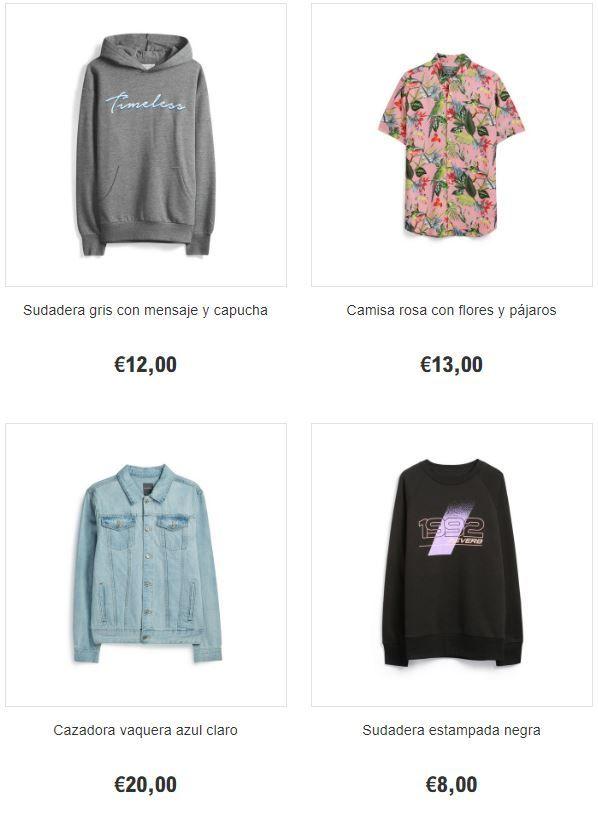 Timeless
Sudadera gris con mensaje y capucha
€12,00
Camisa rosa con flores y pájaros
€13,00
Cazadora vaquera azul claro
€20,00
1992
REVERB
Sudadera estampada negra
€8,00